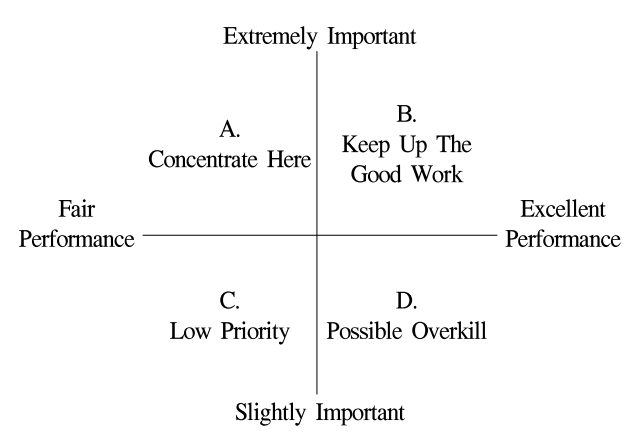 Extremely Important
A.
Concentrate Here
B.
Keep Up The
Good Work
Fair
Performance
Excellent
Performance
C.
Low Priority
D.
Possible Overkill
Slightly Important